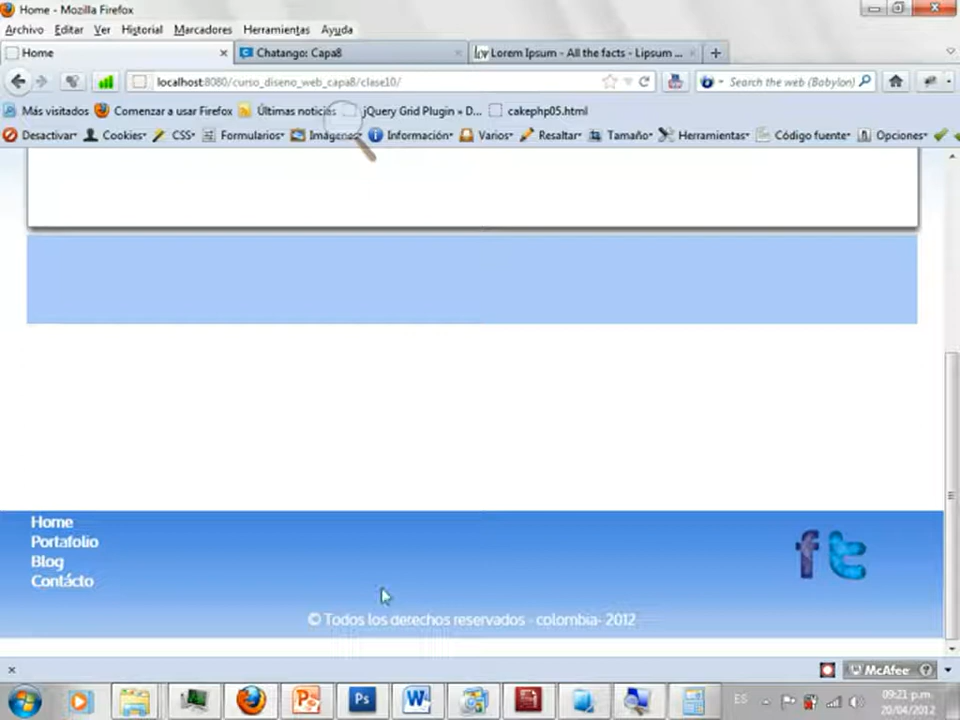 Home - Mozilla Firefox
Archivo Editar Ver Historial Marcadores Herramientas Ayuda
Home Chatango: Capa8 Lorem Ipsum - All the facts - Lipsum ...
localhost:8080/curso_diseno_web_capa8/clase10/ Search the web (Babylon)
Más visitados Comenzar a usar Firefox Últimas noticias jQuery Grid Plugin » D... cakephp05.html
Desactivar Cookies CSS Formularios Imágenes Información Varios Resaltar Tamaño Herramientas Código fuente Opciones
Home
Portafolio
Blog
Contácto
f t
© Todos los derechos reservados - colombia- 2012
McAfee
ES 09:21 p.m.
20/04/2012